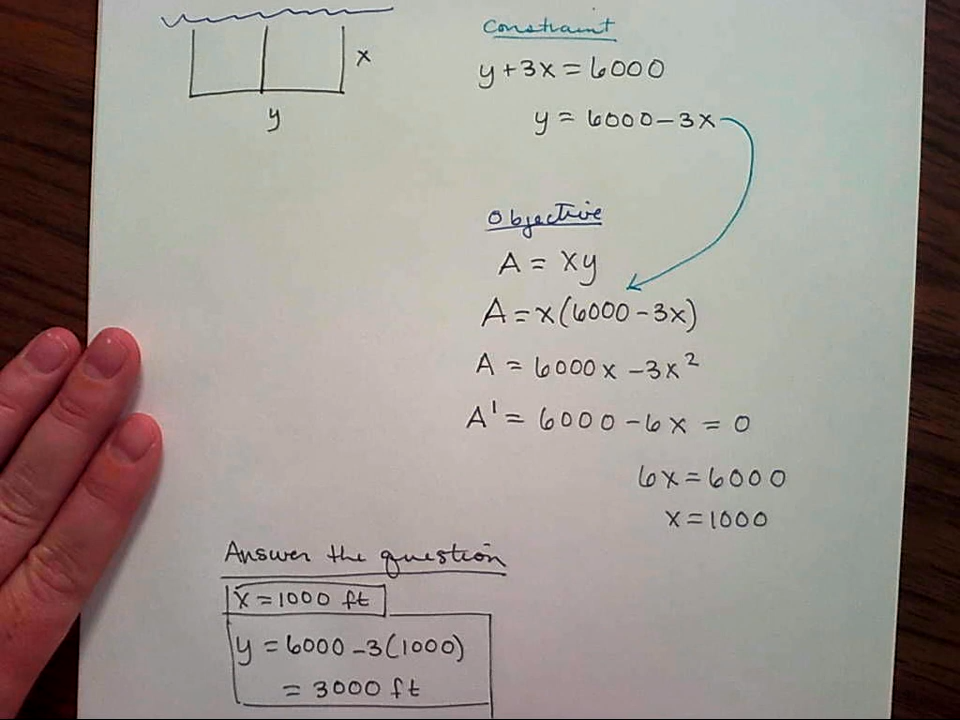 x
y
Constraint
y + 3x = 6000
y = 6000 - 3x
Objective
A = xy
A = x(6000 - 3x)
A = 6000x - 3x²
A' = 6000 - 6x = 0
6x = 6000
x = 1000
Answer the question
x = 1000 ft
y = 6000 - 3(1000)
= 3000 ft